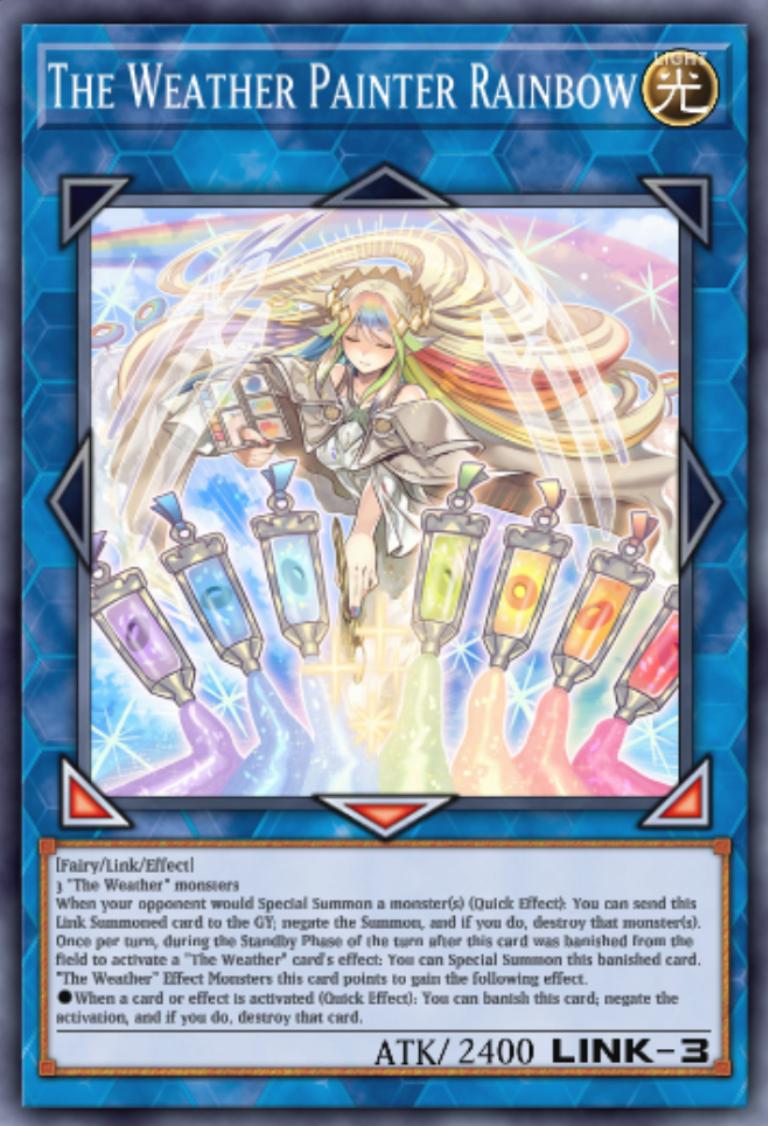 THE WEATHER PAINTER RAINBOW
LIGHT
光
[Fairy/Link/Effect]
3 "The Weather" monsters
When your opponent would Special Summon a monster(s) (Quick Effect): You can send this
Link Summoned card to the GY; negate the Summon, and if you do, destroy that monster(s).
Once per turn, during the Standby Phase of the turn after this card was banished from the
field to activate a "The Weather" card's effect: You can Special Summon this banished card.
"The Weather" Effect Monsters this card points to gain the following effect.
●When a card or effect is activated (Quick Effect): You can banish this card; negate the
activation, and if you do, destroy that card.
ATK/ 2400 LINK-3